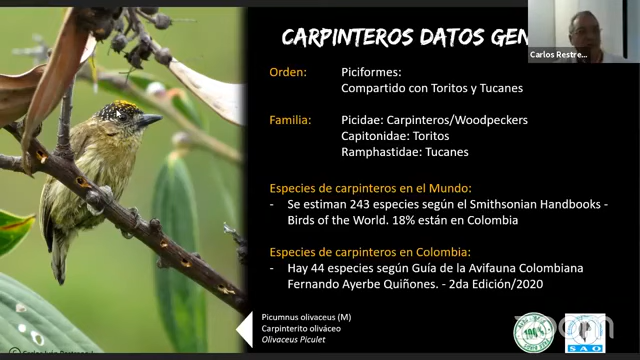 CARPINTEROS DATOS GEN
Carlos Restre...
Orden: Piciformes:
Compartido con Toritos y Tucanes
Familia: Picidae: Carpinteros/Woodpeckers
Capitonidae: Toritos
Ramphastidae: Tucanes
Especies de carpinteros en el Mundo:
- Se estiman 243 especies según el Smithsonian Handbooks -
Birds of the World. 18% están en Colombia
Especies de carpinteros en Colombia:
- Hay 44 especies según Guía de la Avifauna Colombiana
Fernando Ayerbe Quiñones. - 2da Edición/2020
Picumnus olivaceus (M)
Carpinterito oliváceo
Olivaceus Piculet
zoom
SAO